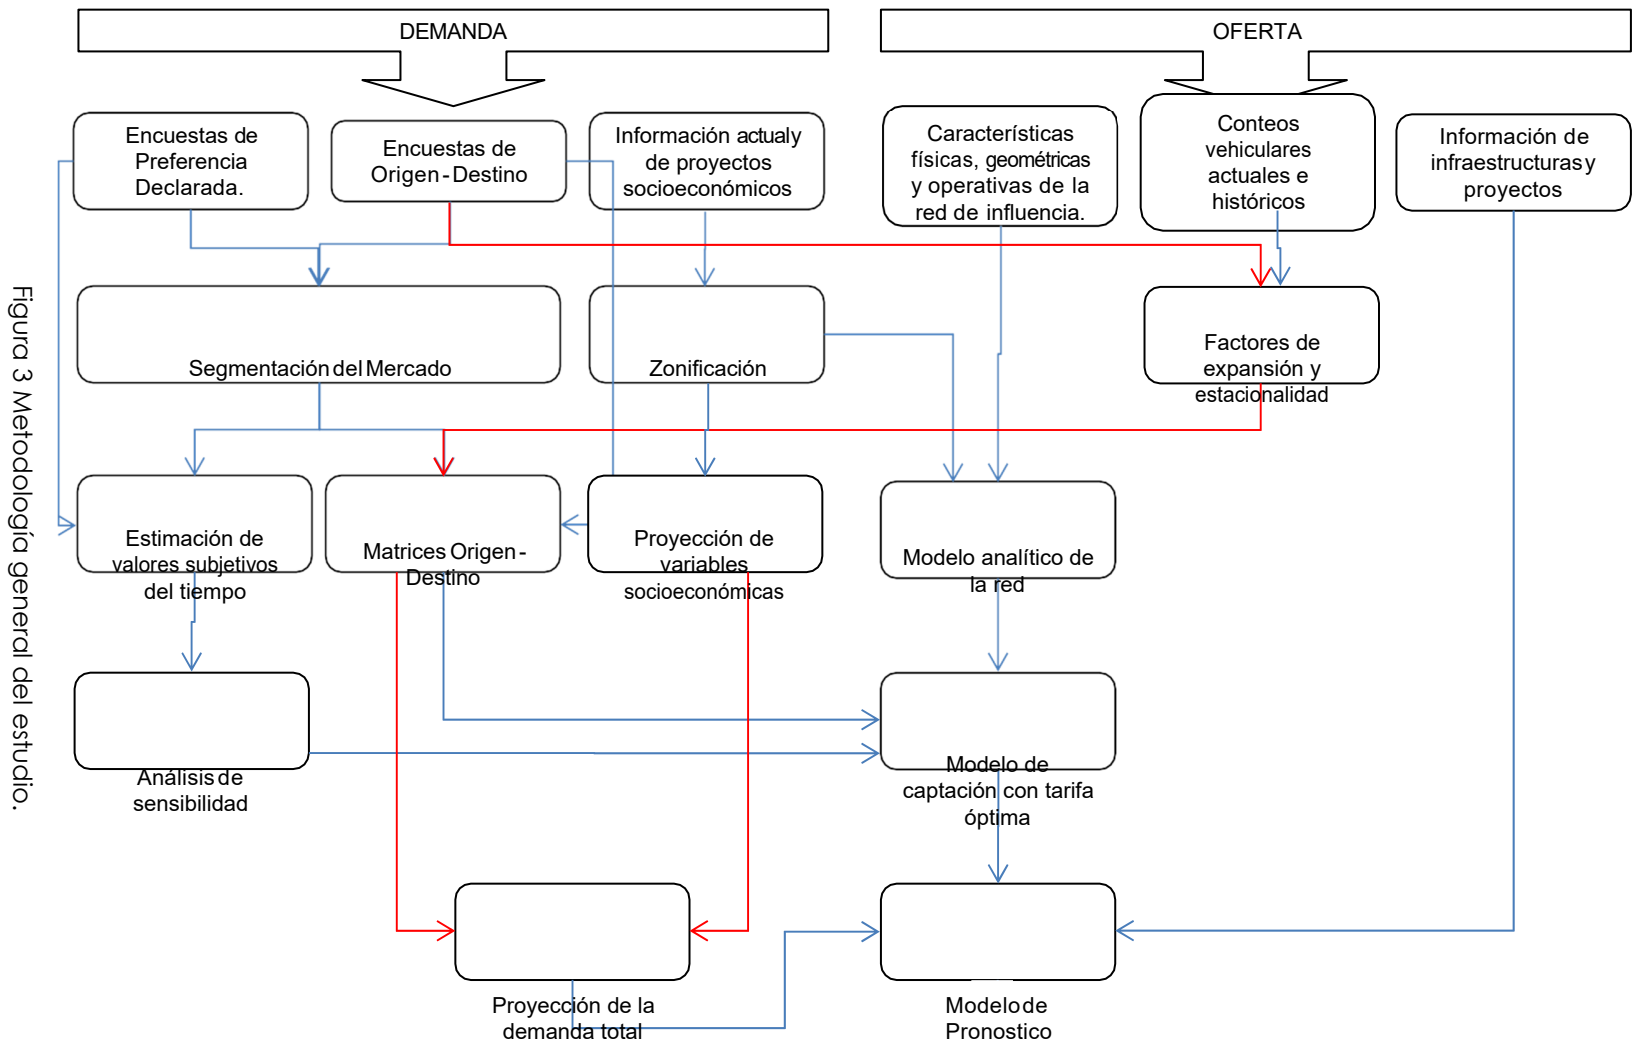 DEMANDA
OFERTA
Encuestas de
Preferencia
Declarada.
Encuestas de
Origen-Destino
Información actual y
de proyectos
socioeconómicos
Características
físicas, geométricas
y operativas de la
red de influencia.
Conteos
vehiculares
actuales e
históricos
Información de
infraestructuras y
proyectos
Segmentación del Mercado
Zonificación
Factores de
expansión y
estacionalidad
Estimación de
valores subjetivos
del tiempo
Matrices Origen-
Destino
Proyección de
variables
socioeconómicas
Modelo analítico de
la red
Análisis de
sensibilidad
Modelo de
captación con tarifa
óptima
Proyección de la
demanda total
Modelo de
Pronostico
Figura 3 Metodología general del estudio.